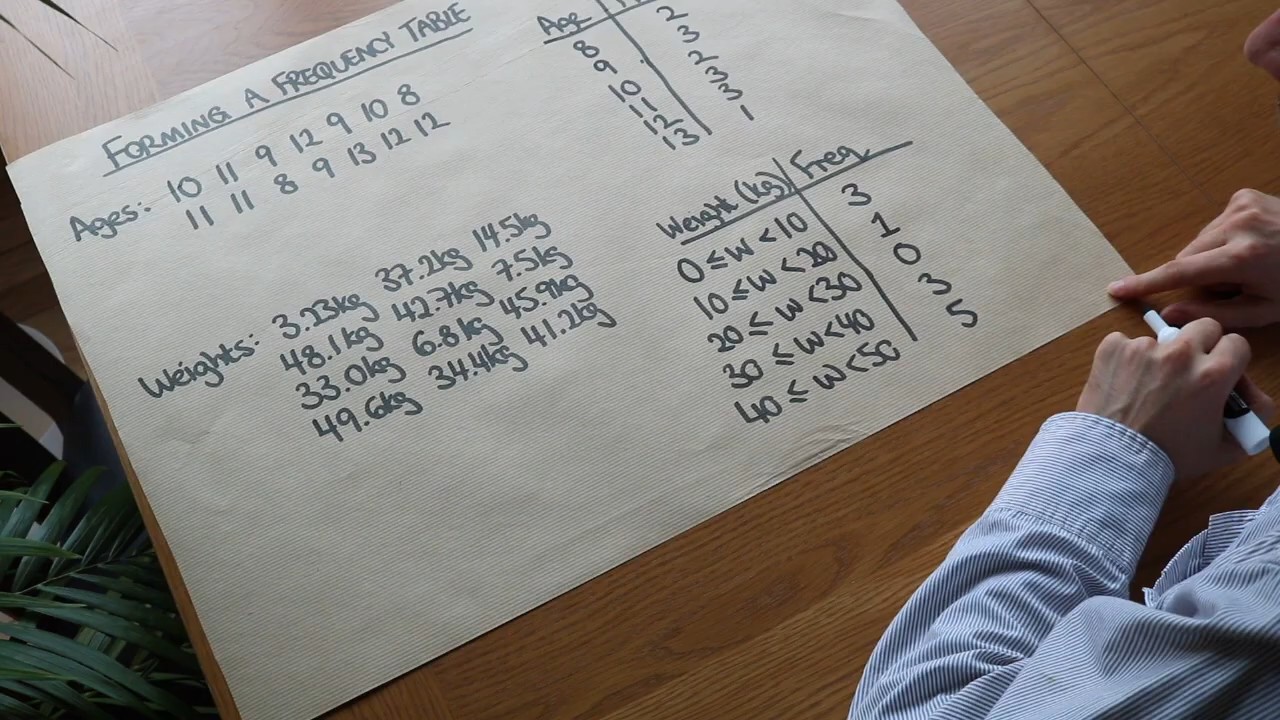 FORMING A FREQUENCY TABLE
Ages: 10 11 9 12 9 10 8
11 11 8 9 13 12 12
Weights: 3.23kg 37.2kg 14.5kg
48.1kg 42.7kg 7.5kg
33.0kg 6.8kg 45.9kg
49.6kg 34.4kg 41.2kg
Age
8 2
9 3
10 2
11 3
12 3
13 1
Weight (kg) Freq
0 ≤ w < 10 3
10 ≤ w < 20 1
20 ≤ w < 30 0
30 ≤ w < 40 3
40 ≤ w < 50 5